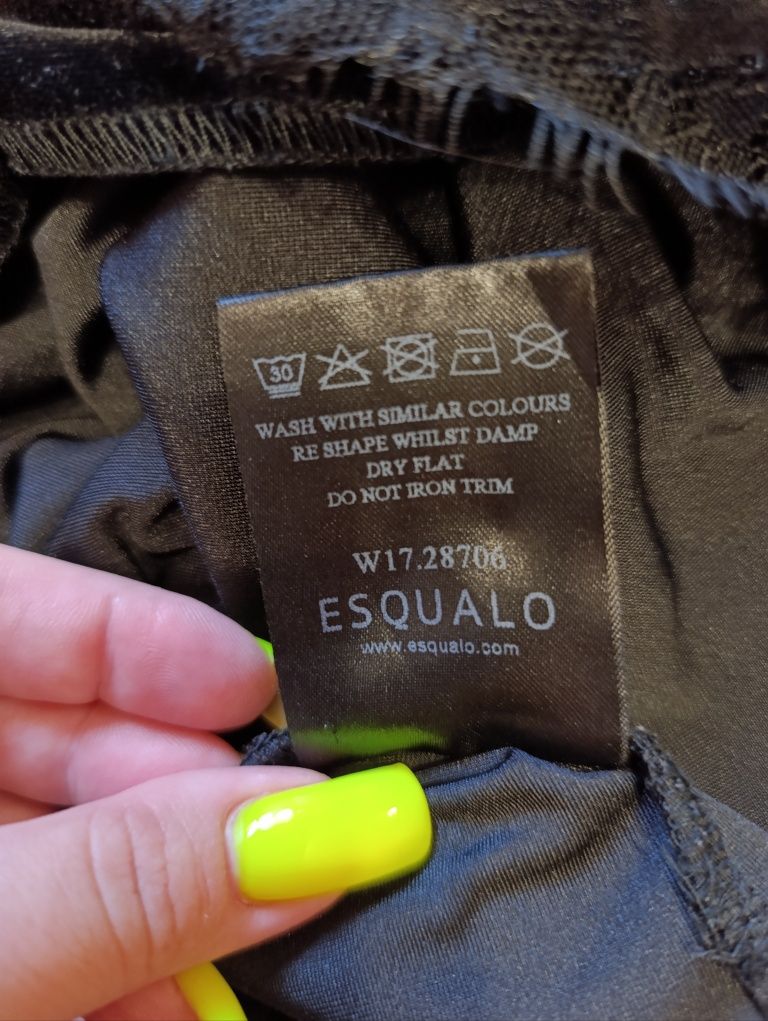 30
WASH WITH SIMILAR COLOURS
RE SHAPE WHILST DAMP
DRY FLAT
DO NOT IRON TRIM
W17.28706
ESQUALO
www.esqualo.com